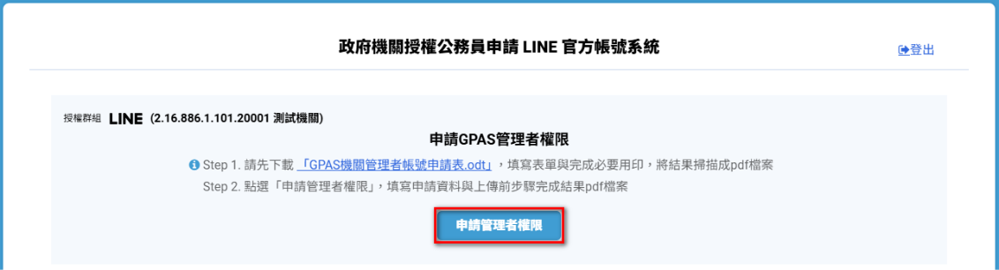 政府機關授權公務員申請 LINE 官方帳號系統
登出
授權群組 LINE (2.16.886.1.101.20001 測試機關)
申請GPAS管理者權限
Step 1. 請先下載 「GPAS機關管理者帳號申請表.odt」，填寫表單與完成必要用印，將結果掃描成pdf檔案
Step 2. 點選「申請管理者權限」，填寫申請資料與上傳前步驟完成結果pdf檔案
申請管理者權限